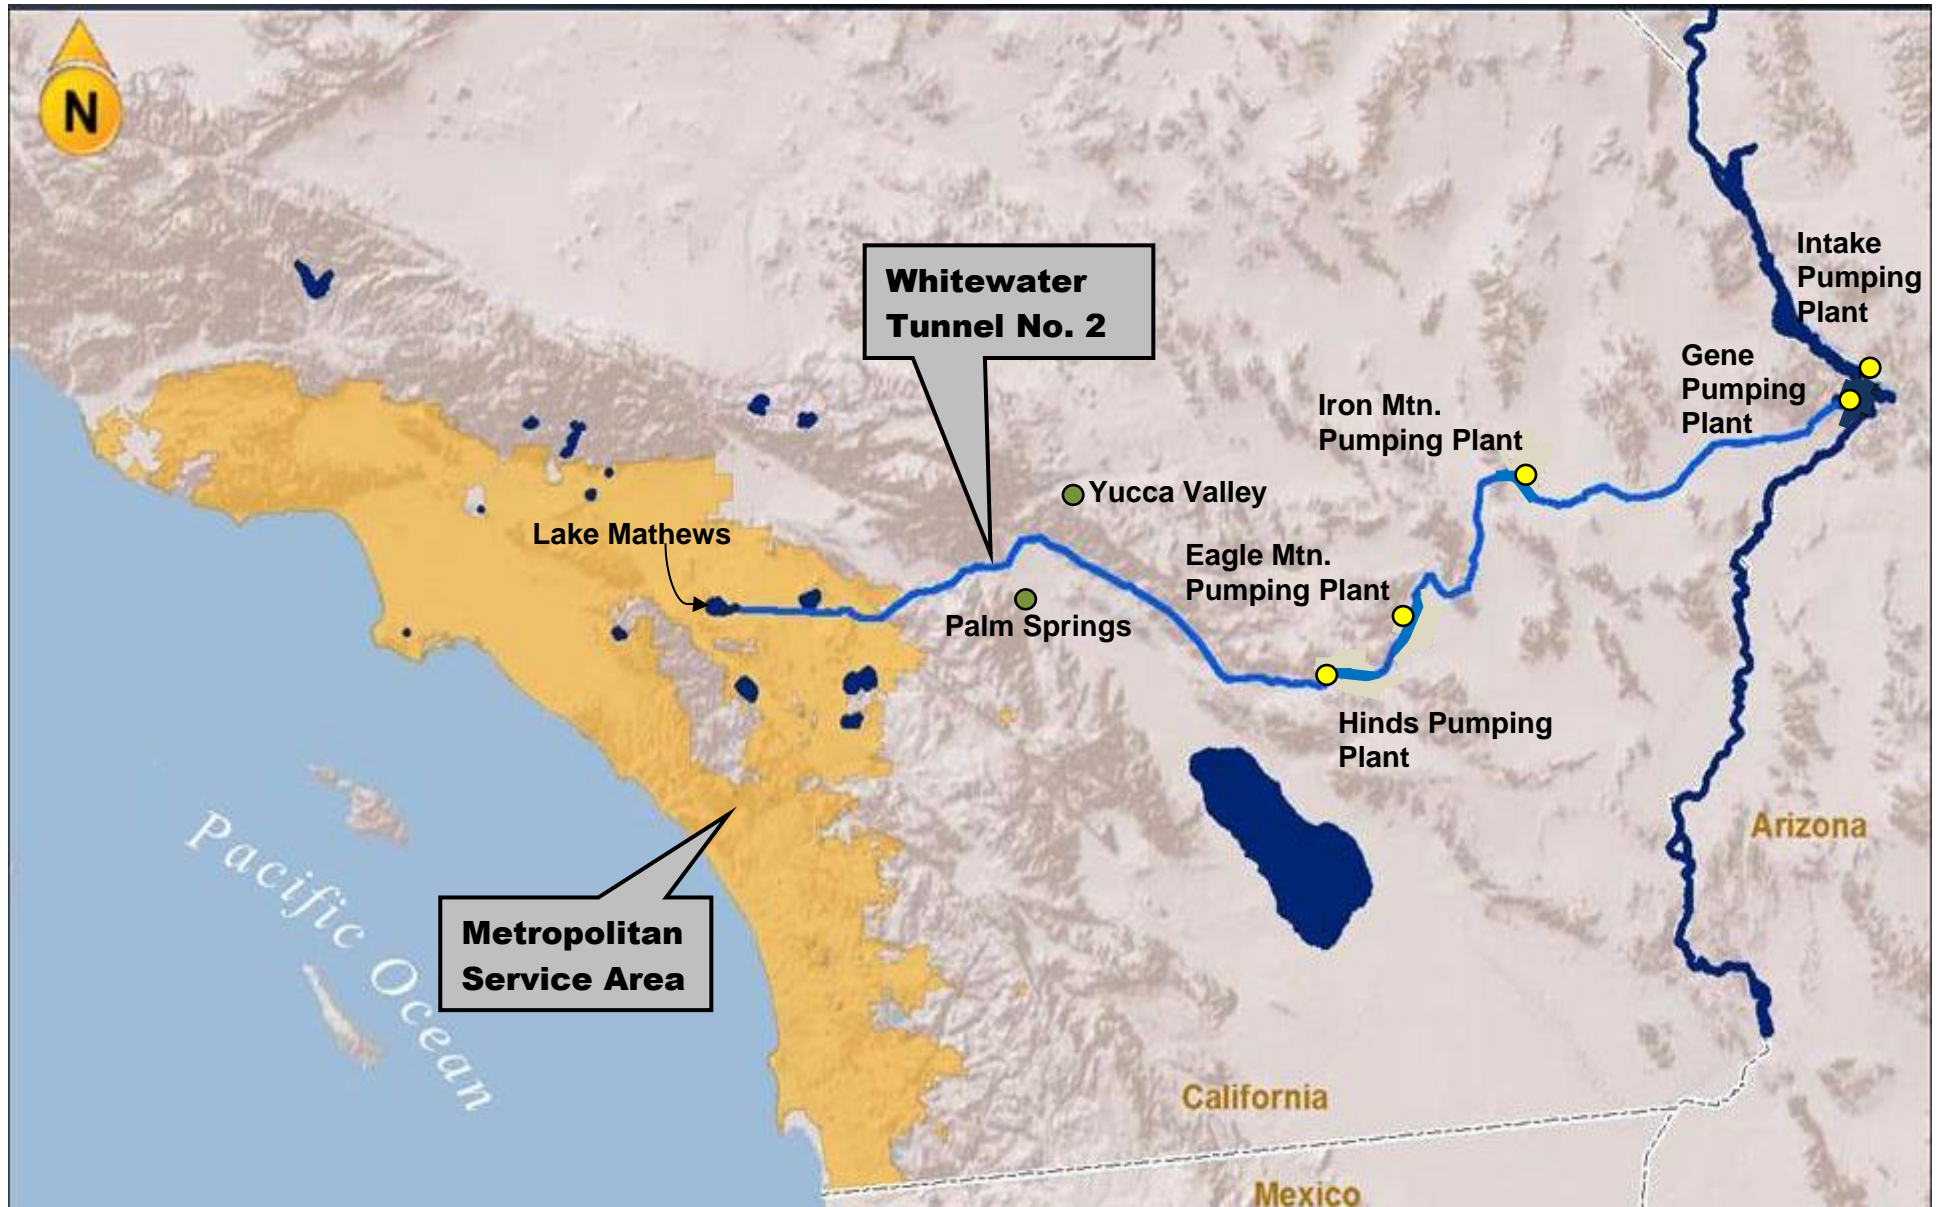 N
Whitewater
Tunnel No. 2
Intake
Pumping
Plant
Gene
Pumping
Plant
Iron Mtn.
Pumping Plant
Yucca Valley
Lake Mathews
Eagle Mtn.
Pumping Plant
Palm Springs
Hinds Pumping
Plant
Arizona
Pacific Ocean
Metropolitan
Service Area
California
Mexico